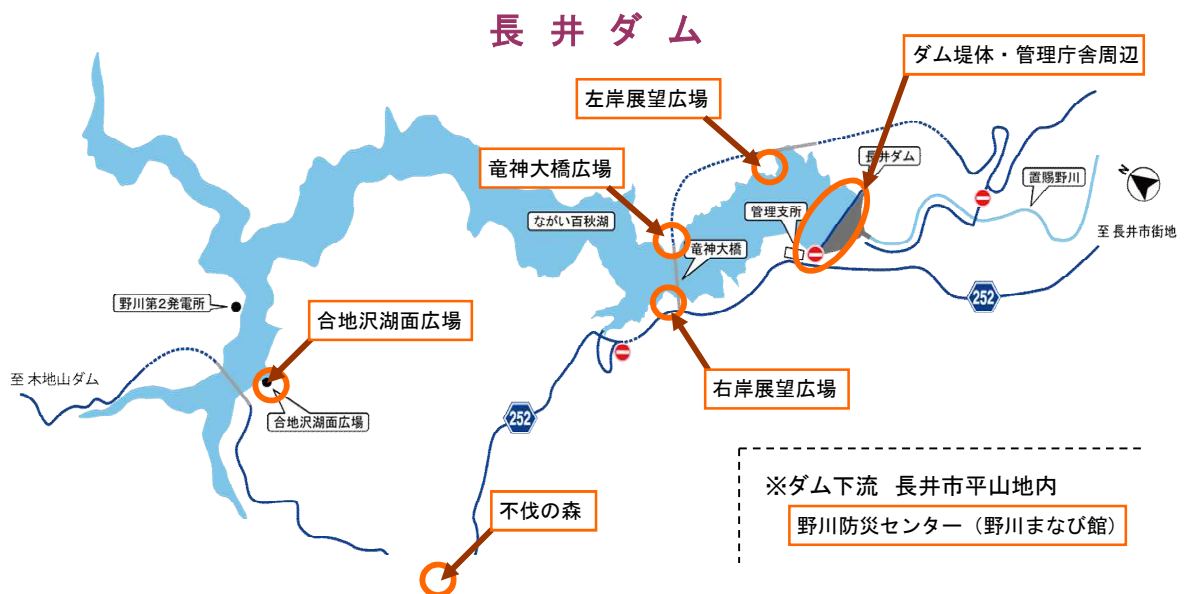 長井ダム
ダム堤体・管理庁舎周辺
左岸展望広場
竜神大橋広場
長井ダム
置賜野川
N
ながい百秋湖
管理支所
至 長井市街地
竜神大橋
252
野川第2発電所
合地沢湖面広場
至 木地山ダム
右岸展望広場
合地沢湖面広場
252
不伐の森
※ダム下流 長井市平山地内
野川防災センター（野川まなび館）